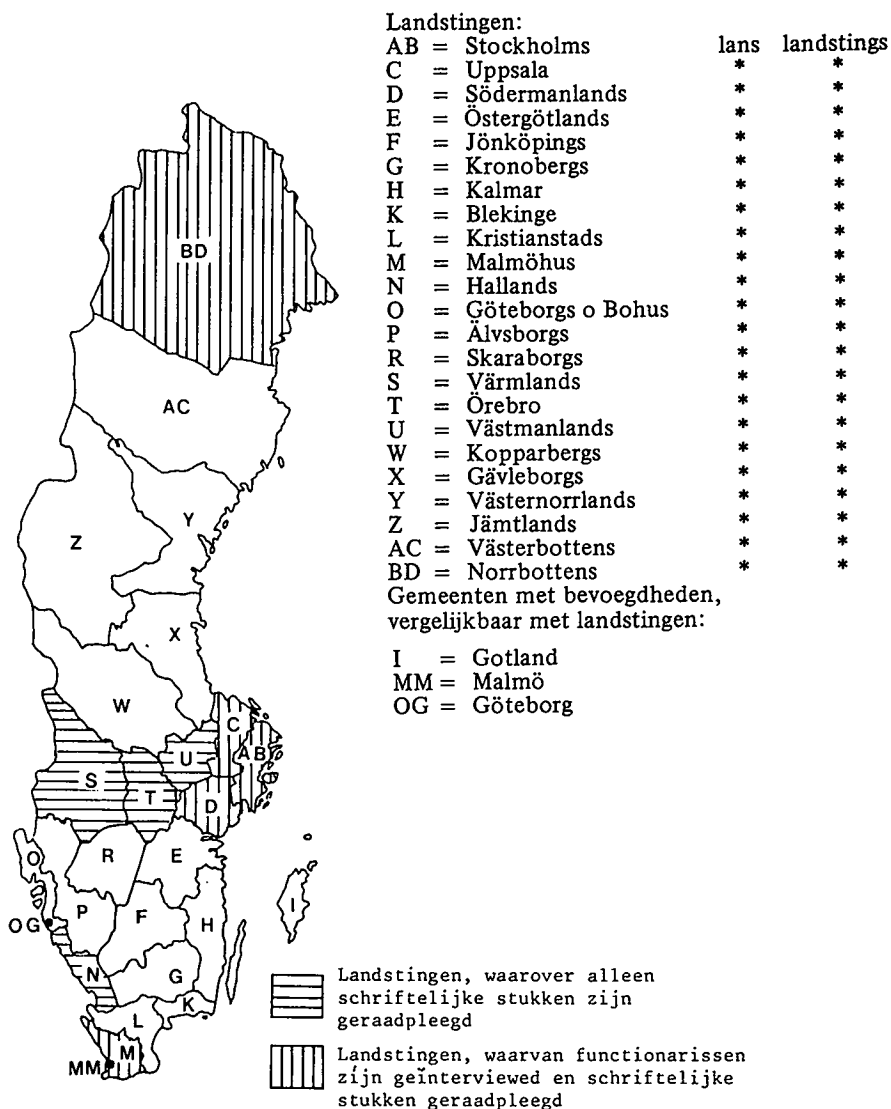 Landstingen:
AB = Stockholms lans landstings
C = Uppsala * *
D = Södermanlands * *
E = Östergötlands * *
F = Jönköpings * *
G = Kronobergs * *
H = Kalmar * *
K = Blekinge * *
L = Kristianstads * *
M = Malmöhus * *
N = Hallands * *
O = Göteborgs o Bohus * *
P = Älvsborgs * *
R = Skaraborgs * *
S = Värmlands * *
T = Örebro * *
U = Västmanlands * *
W = Kopparbergs * *
X = Gävleborgs * *
Y = Västernorrlands * *
Z = Jämtlands * *
AC = Västerbottens * *
BD = Norrbottens * *
Gemeenten met bevoegdheden,
vergelijkbaar met landstingen:
I = Gotland
MM = Malmö
OG = Göteborg
BD
AC
Y
Z
X
W
C
AB
U
S
T
D
O
R
E
I
P
F
H
OG
N
G
K
L
M
MM
Landstingen, waarover alleen
schriftelijke stukken zijn
geraadpleegd
Landstingen, waarvan functionarissen
zijn geïnterviewed en schriftelijke
stukken geraadpleegd